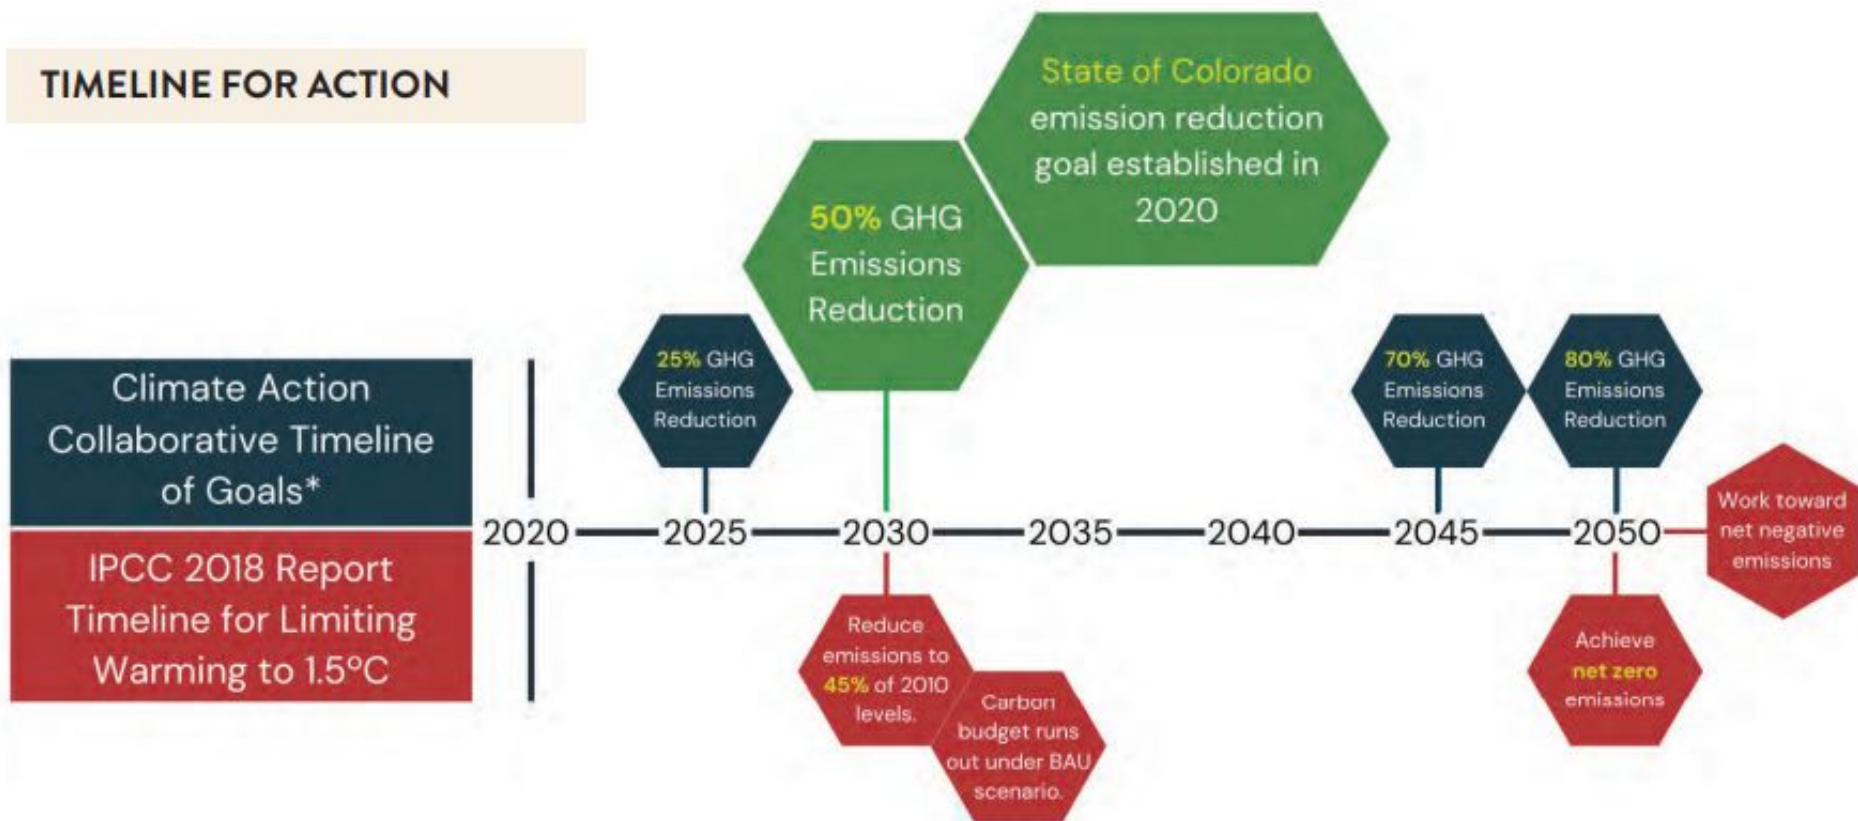 TIMELINE FOR ACTION
State of Colorado
emission reduction
goal established in
2020
50% GHG
Emissions
Reduction
25% GHG
Emissions
Reduction
70% GHG
Emissions
Reduction
80% GHG
Emissions
Reduction
Climate Action
Collaborative Timeline
of Goals*
2020
2025
2030
2035
2040
2045
2050
Work toward
net negative
emissions
IPCC 2018 Report
Timeline for Limiting
Warming to 1.5°C
Reduce
emissions to
45% of 2010
levels.
Carbon
budget runs
out under BAU
scenario.
Achieve
net zero
emissions